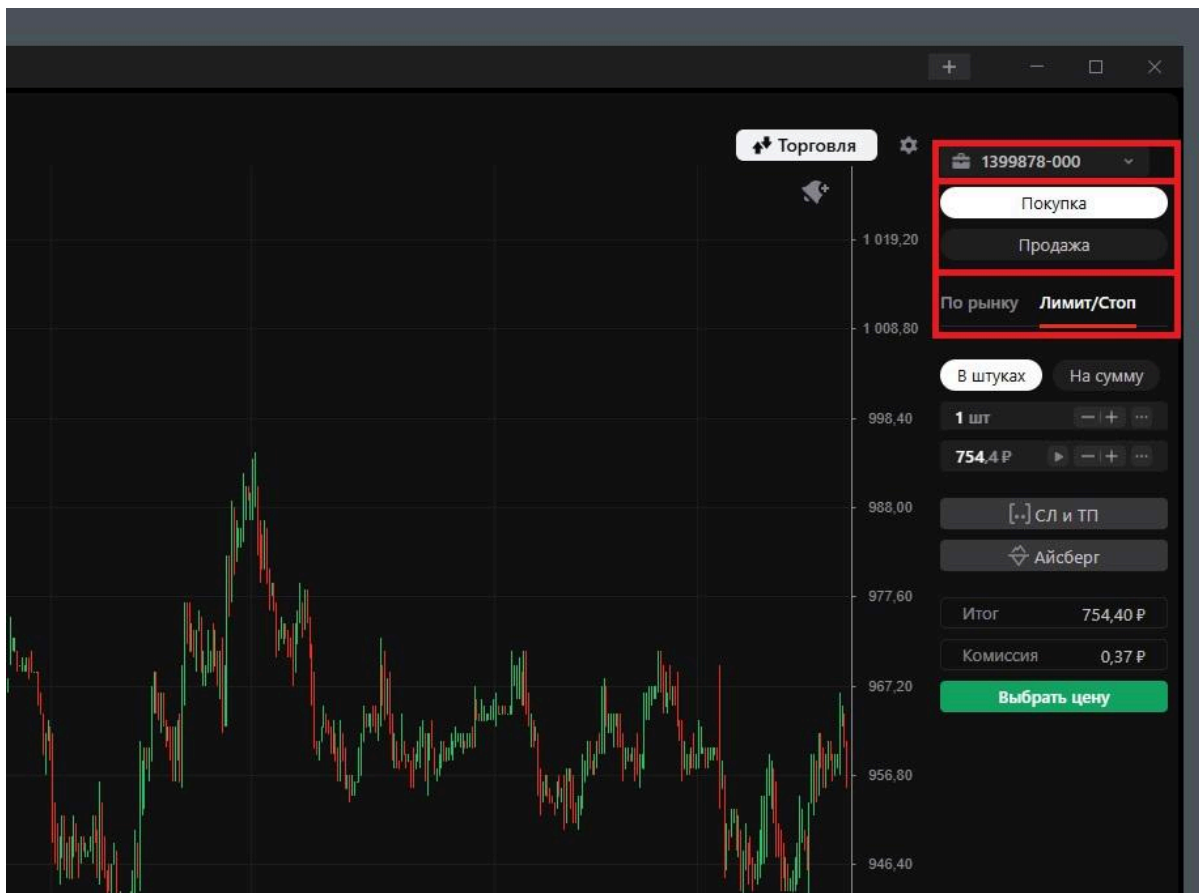 Торговля
1399878-000
Покупка
Продажа
По рынку Лимит/Стоп
В штуках На сумму
1 шт
754,4 ₽
[••] СЛ и ТП
Айсберг
Итог 754,40 ₽
Комиссия 0,37 ₽
Выбрать цену
1 019,20
1 008,80
998,40
988,00
977,60
967,20
956,80
946,40